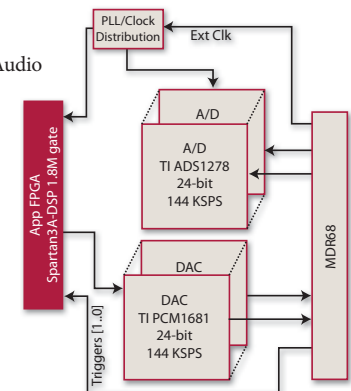 PLL/Clock
Distribution
Ext Clk
Audio
A/D
A/D
TI ADS1278
24-bit
144 KSPS
App FPGA
Spartan3A-DSP 1.8M gate
MDR68
DAC
DAC
TI PCM1681
24-bit
144 KSPS
Triggers [1..0]